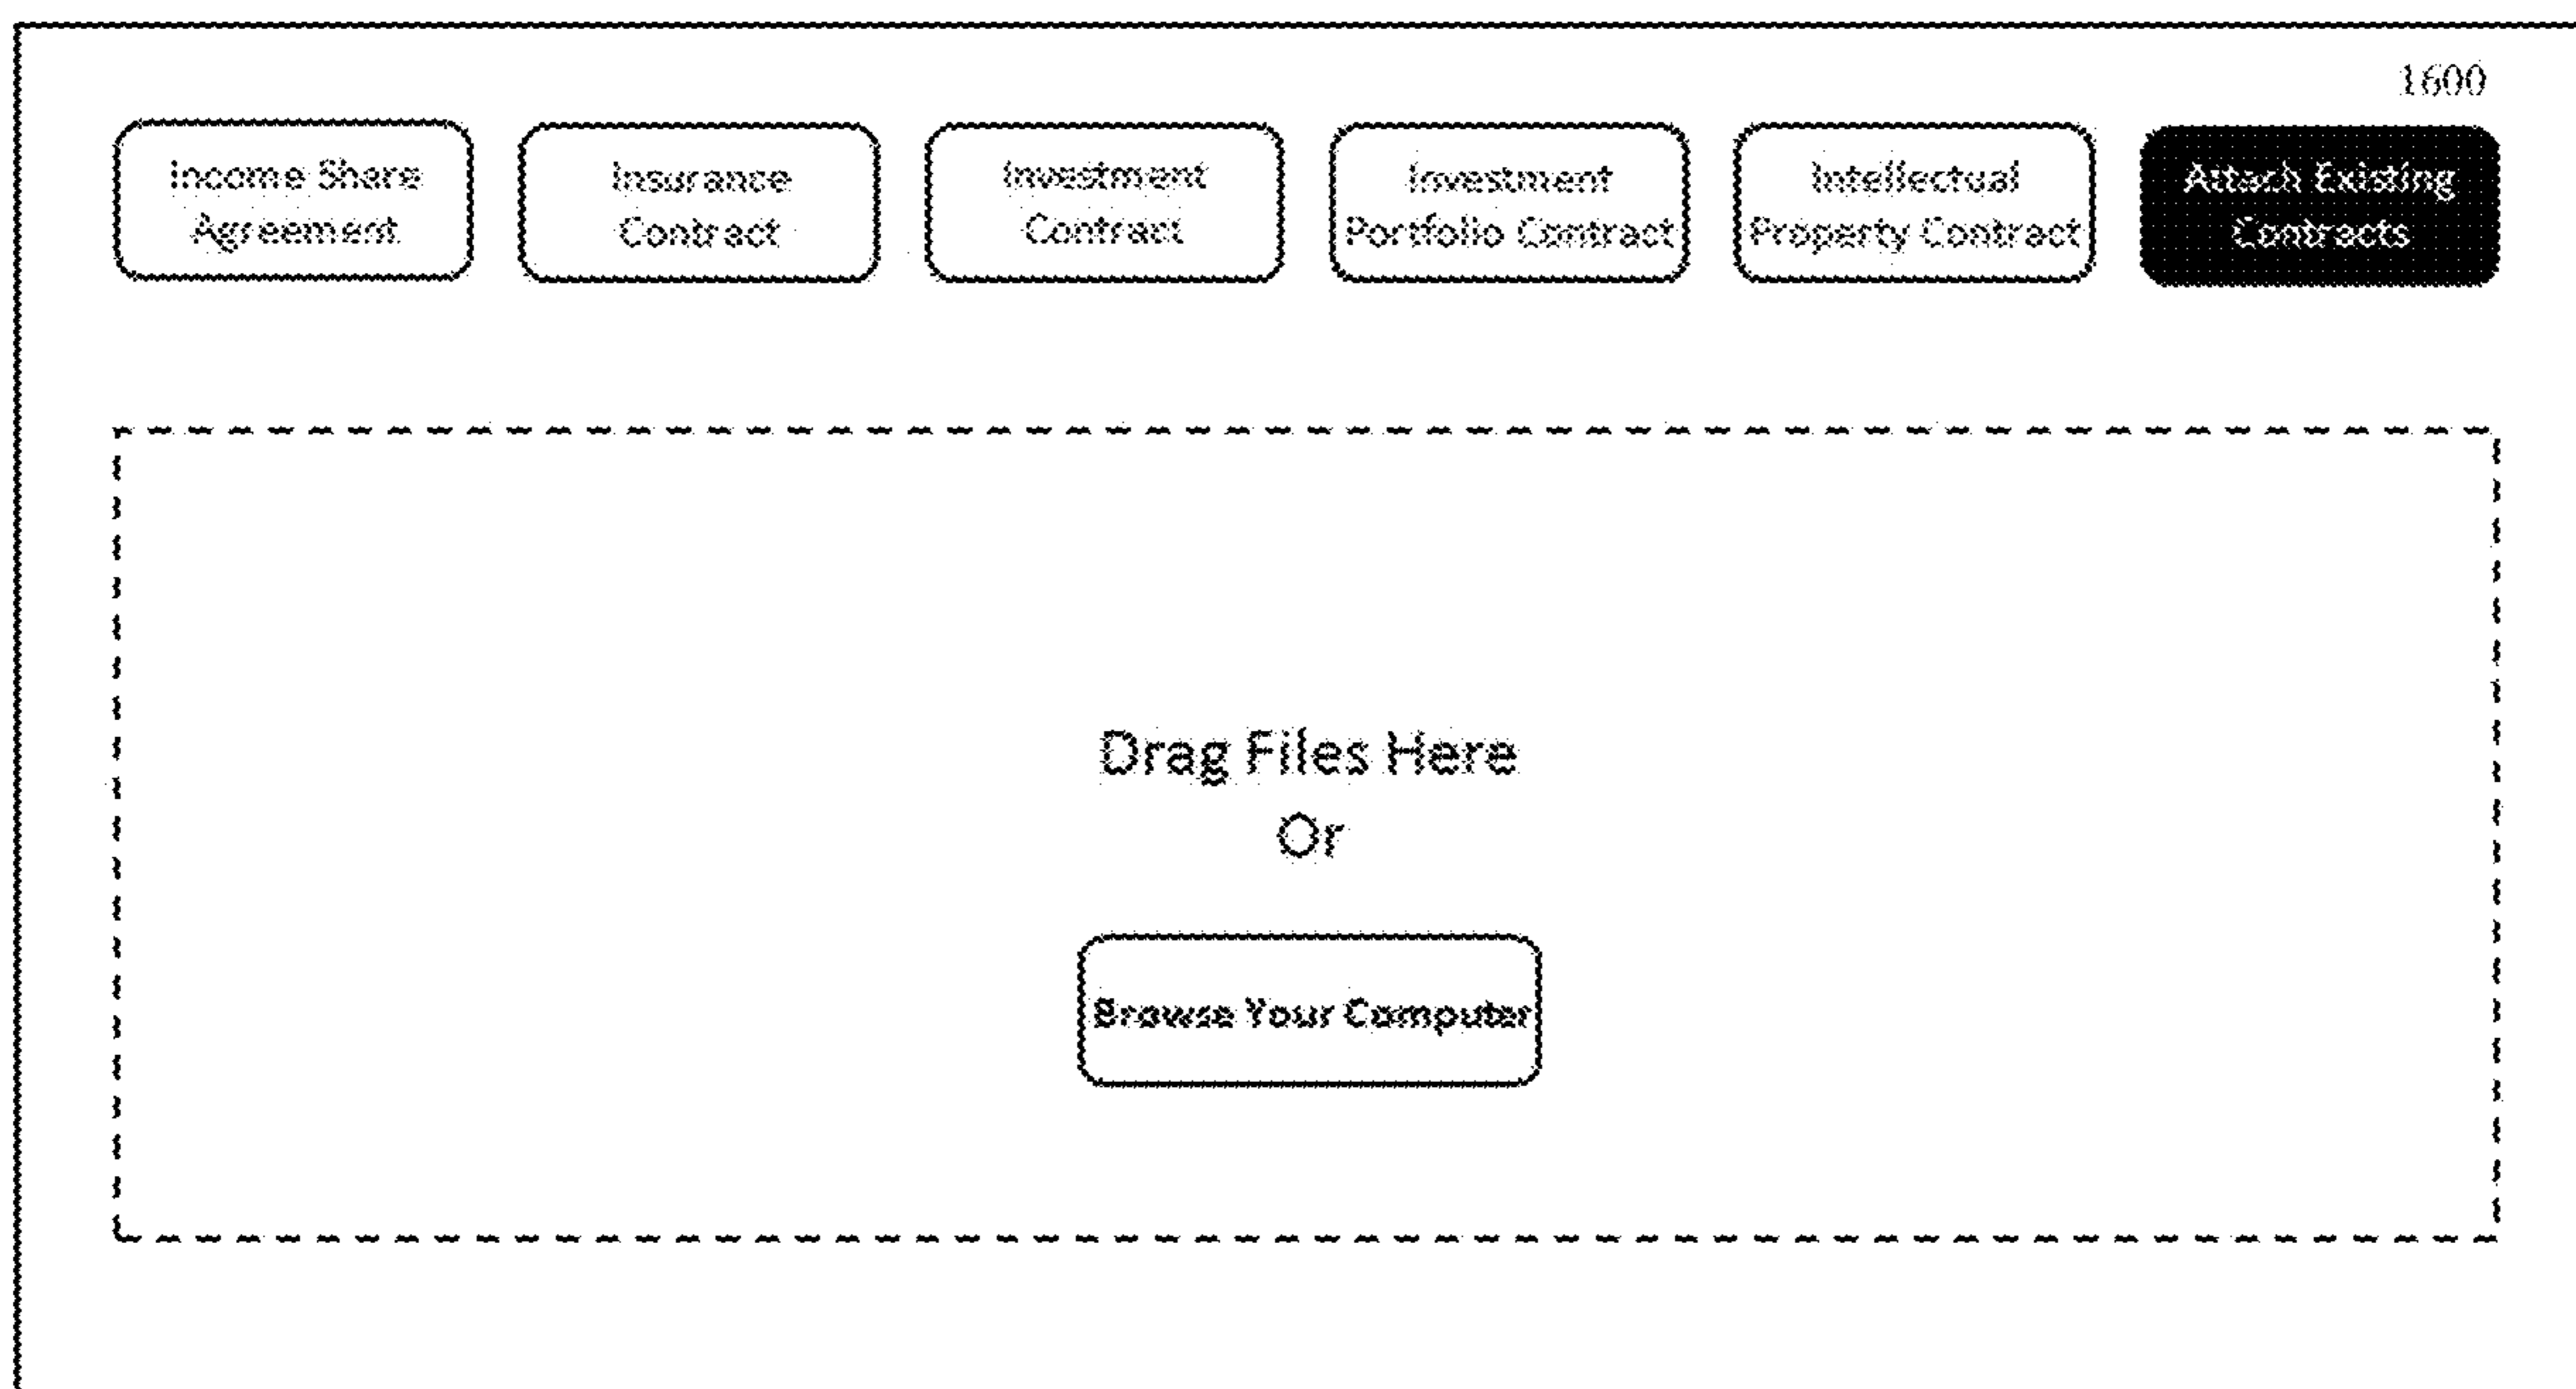 1600
Income Share
Agreement
Insurance
Contract
Investment
Contract
Investment
Portfolio Contract
Intellectual
Property Contract
Attach Existing
Contracts
Drag Files Here
Or
Browse Your Computer